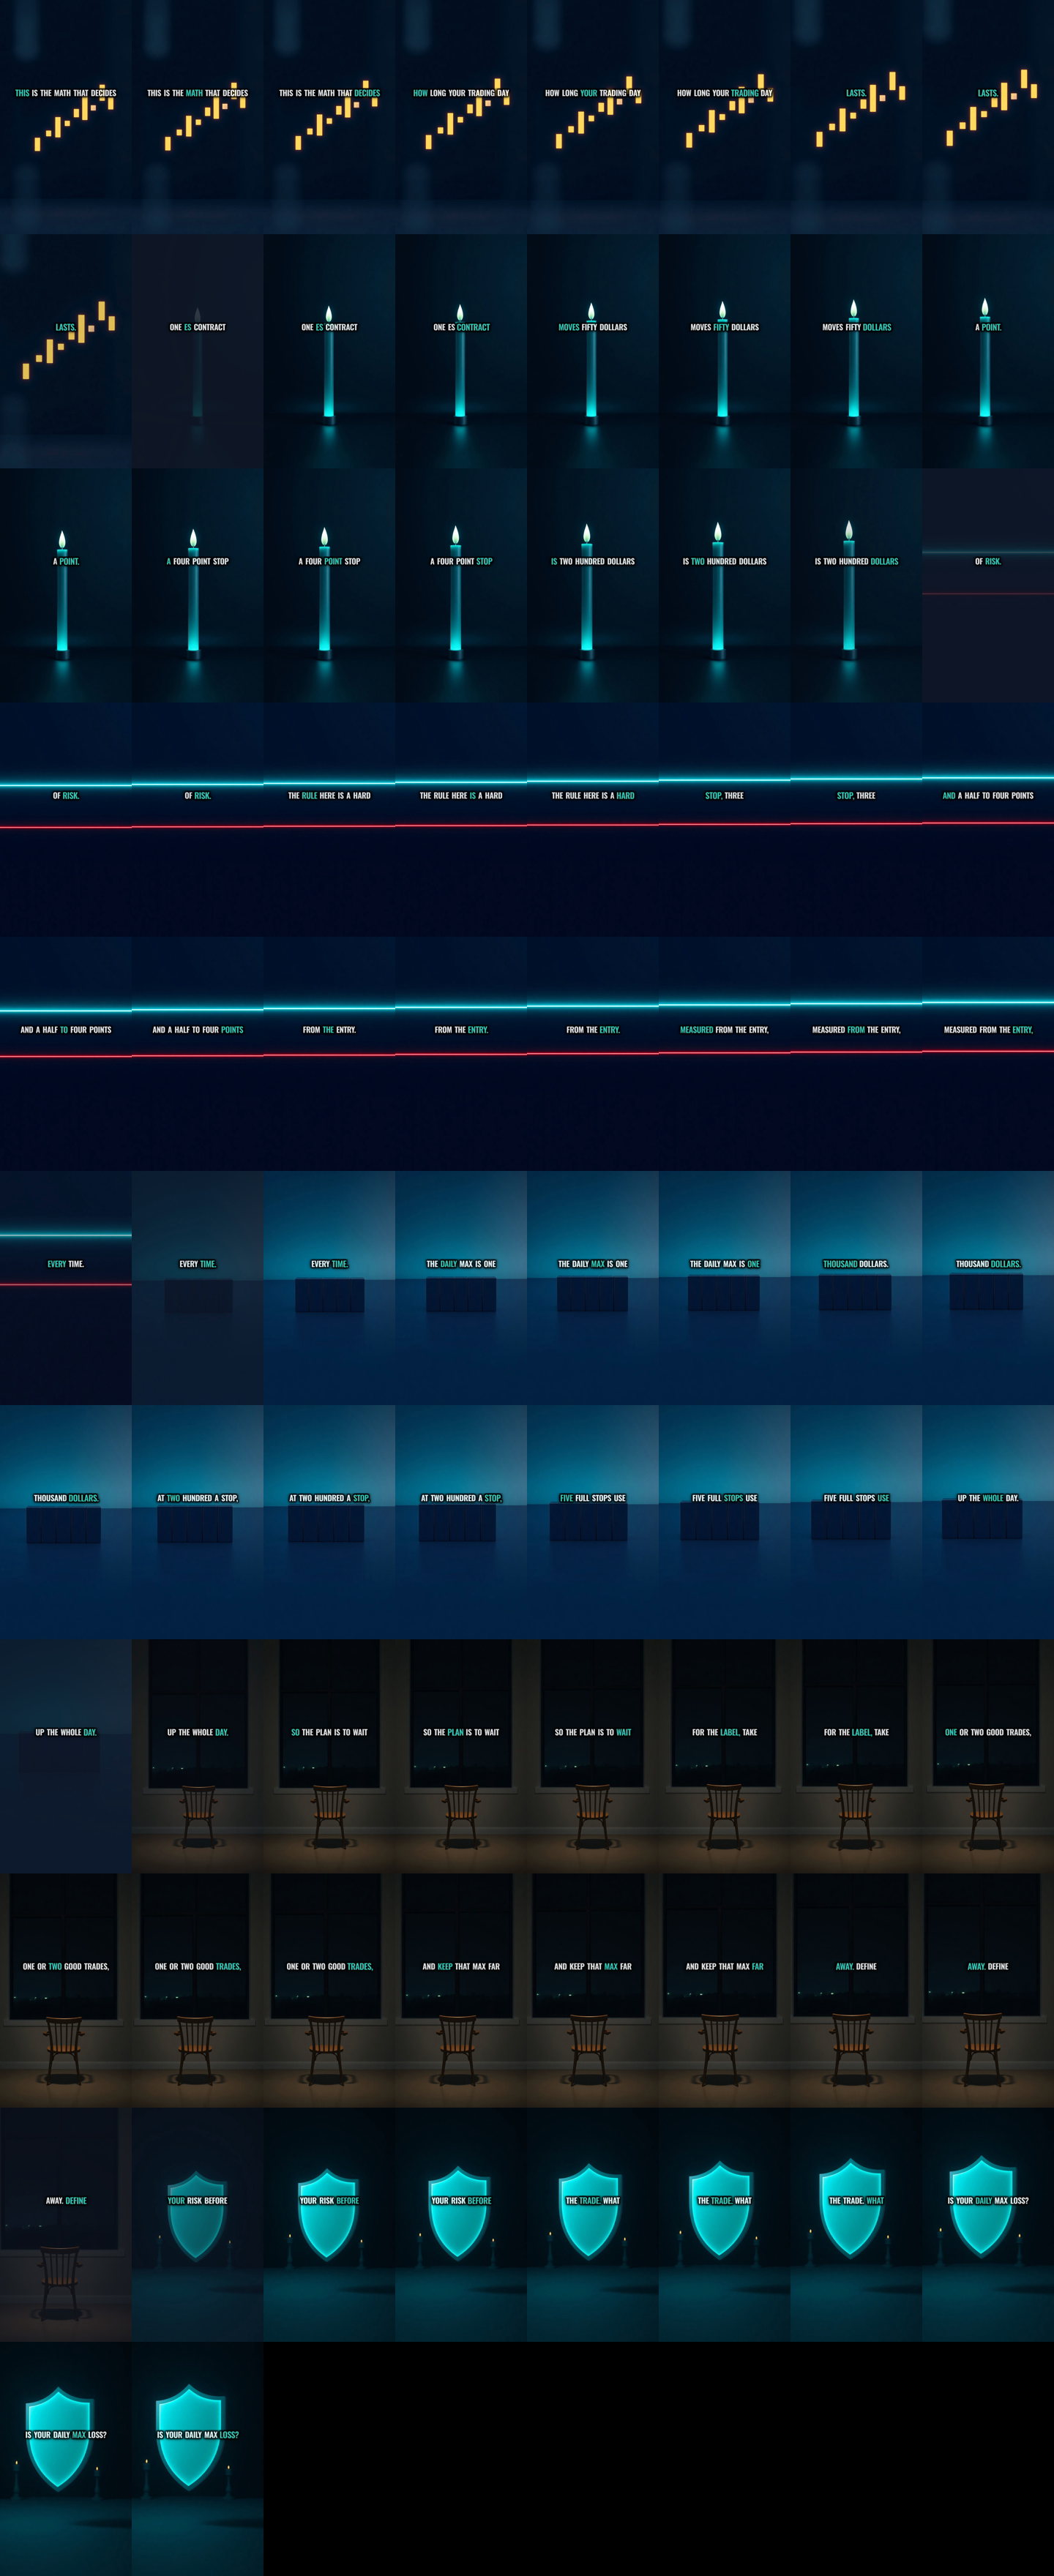 THIS IS THE MATH THAT DECIDES
THIS IS THE MATH THAT DECIDES
THIS IS THE MATH THAT DECIDES
HOW LONG YOUR TRADING DAY
HOW LONG YOUR TRADING DAY
HOW LONG YOUR TRADING DAY
LASTS.
LASTS.
LASTS.
ONE ES CONTRACT
ONE ES CONTRACT
ONE ES CONTRACT
MOVES FIFTY DOLLARS
MOVES FIFTY DOLLARS
MOVES FIFTY DOLLARS
A POINT.
A POINT.
A FOUR POINT STOP
A FOUR POINT STOP
A FOUR POINT STOP
IS TWO HUNDRED DOLLARS
IS TWO HUNDRED DOLLARS
IS TWO HUNDRED DOLLARS
OF RISK.
OF RISK.
OF RISK.
THE RULE HERE IS A HARD
THE RULE HERE IS A HARD
THE RULE HERE IS A HARD
STOP, THREE
STOP, THREE
AND A HALF TO FOUR POINTS
AND A HALF TO FOUR POINTS
AND A HALF TO FOUR POINTS
FROM THE ENTRY.
FROM THE ENTRY.
FROM THE ENTRY.
MEASURED FROM THE ENTRY,
MEASURED FROM THE ENTRY,
MEASURED FROM THE ENTRY,
EVERY TIME.
EVERY TIME.
EVERY TIME.
THE DAILY MAX IS ONE
THE DAILY MAX IS ONE
THE DAILY MAX IS ONE
THOUSAND DOLLARS.
THOUSAND DOLLARS.
THOUSAND DOLLARS.
AT TWO HUNDRED A STOP,
AT TWO HUNDRED A STOP,
AT TWO HUNDRED A STOP,
FIVE FULL STOPS USE
FIVE FULL STOPS USE
FIVE FULL STOPS USE
UP THE WHOLE DAY.
UP THE WHOLE DAY.
UP THE WHOLE DAY.
SO THE PLAN IS TO WAIT
SO THE PLAN IS TO WAIT
SO THE PLAN IS TO WAIT
FOR THE LABEL, TAKE
FOR THE LABEL, TAKE
ONE OR TWO GOOD TRADES,
ONE OR TWO GOOD TRADES,
ONE OR TWO GOOD TRADES,
ONE OR TWO GOOD TRADES,
AND KEEP THAT MAX FAR
AND KEEP THAT MAX FAR
AND KEEP THAT MAX FAR
AWAY. DEFINE
AWAY. DEFINE
AWAY. DEFINE
YOUR RISK BEFORE
YOUR RISK BEFORE
YOUR RISK BEFORE
THE TRADE. WHAT
THE TRADE. WHAT
THE TRADE. WHAT
IS YOUR DAILY MAX LOSS?
IS YOUR DAILY MAX LOSS?
IS YOUR DAILY MAX LOSS?